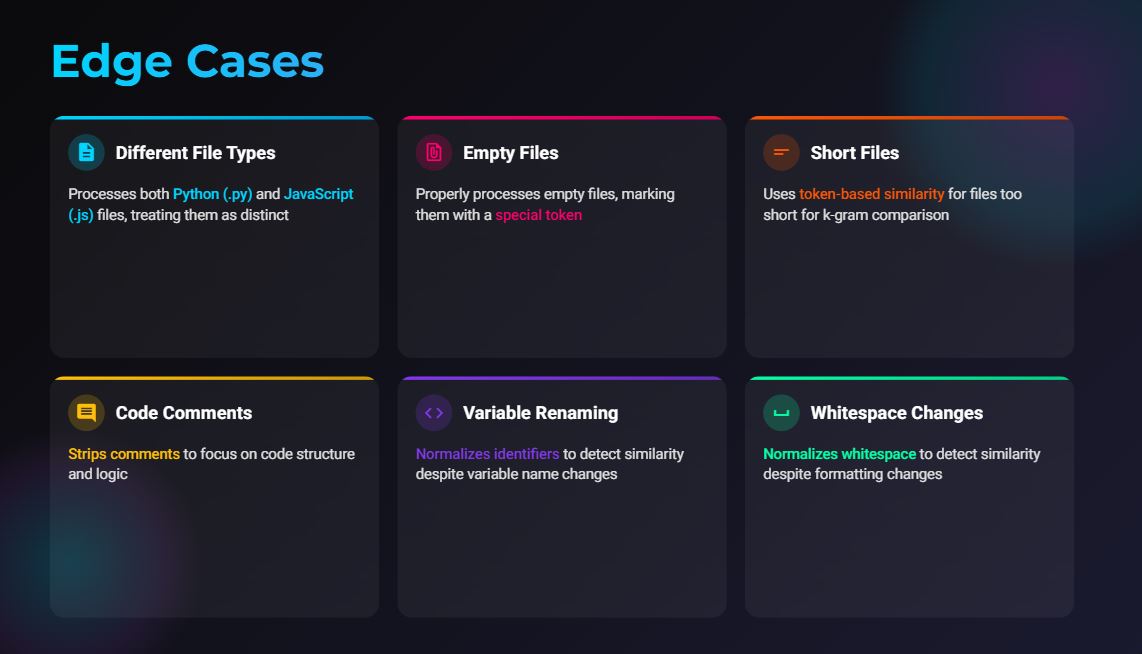 Edge Cases
Different File Types
Processes both Python (.py) and JavaScript
(.js) files, treating them as distinct
Empty Files
Properly processes empty files, marking
them with a special token
Short Files
Uses token-based similarity for files too
short for k-gram comparison
Code Comments
Strips comments to focus on code structure
and logic
Variable Renaming
Normalizes identifiers to detect similarity
despite variable name changes
Whitespace Changes
Normalizes whitespace to detect similarity
despite formatting changes